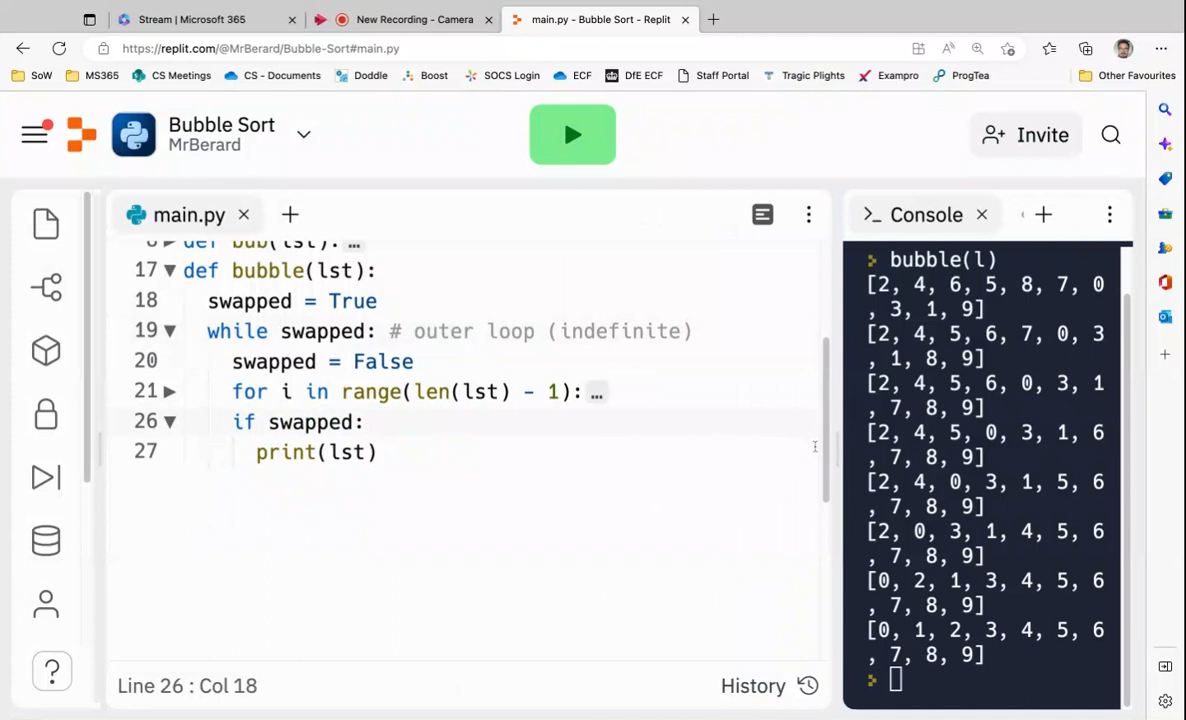 Stream | Microsoft 365
New Recording - Camera
main.py - Bubble Sort - Replit
https://replit.com/@MrBerard/Bubble-Sort#main.py
SoW MS365 CS Meetings CS - Documents Doddle Boost SOCS Login ECF DfE ECF Staff Portal Tragic Plights Exampro ProgTea Other Favourites
Bubble Sort
MrBerard
Invite
main.py
Console
def bub(lst): ...
17 def bubble(lst):
18 swapped = True
19 while swapped: # outer loop (indefinite)
20 swapped = False
21 for i in range(len(lst) - 1): ...
26 if swapped:
27 print(lst)
Line 26 : Col 18
History
bubble(l)
[2, 4, 6, 5, 8, 7, 0
, 3, 1, 9]
[2, 4, 5, 6, 7, 0, 3
, 1, 8, 9]
[2, 4, 5, 6, 0, 3, 1
, 7, 8, 9]
[2, 4, 5, 0, 3, 1, 6
, 7, 8, 9]
[2, 4, 0, 3, 1, 5, 6
, 7, 8, 9]
[2, 0, 3, 1, 4, 5, 6
, 7, 8, 9]
[0, 2, 1, 3, 4, 5, 6
, 7, 8, 9]
[0, 1, 2, 3, 4, 5, 6
, 7, 8, 9]